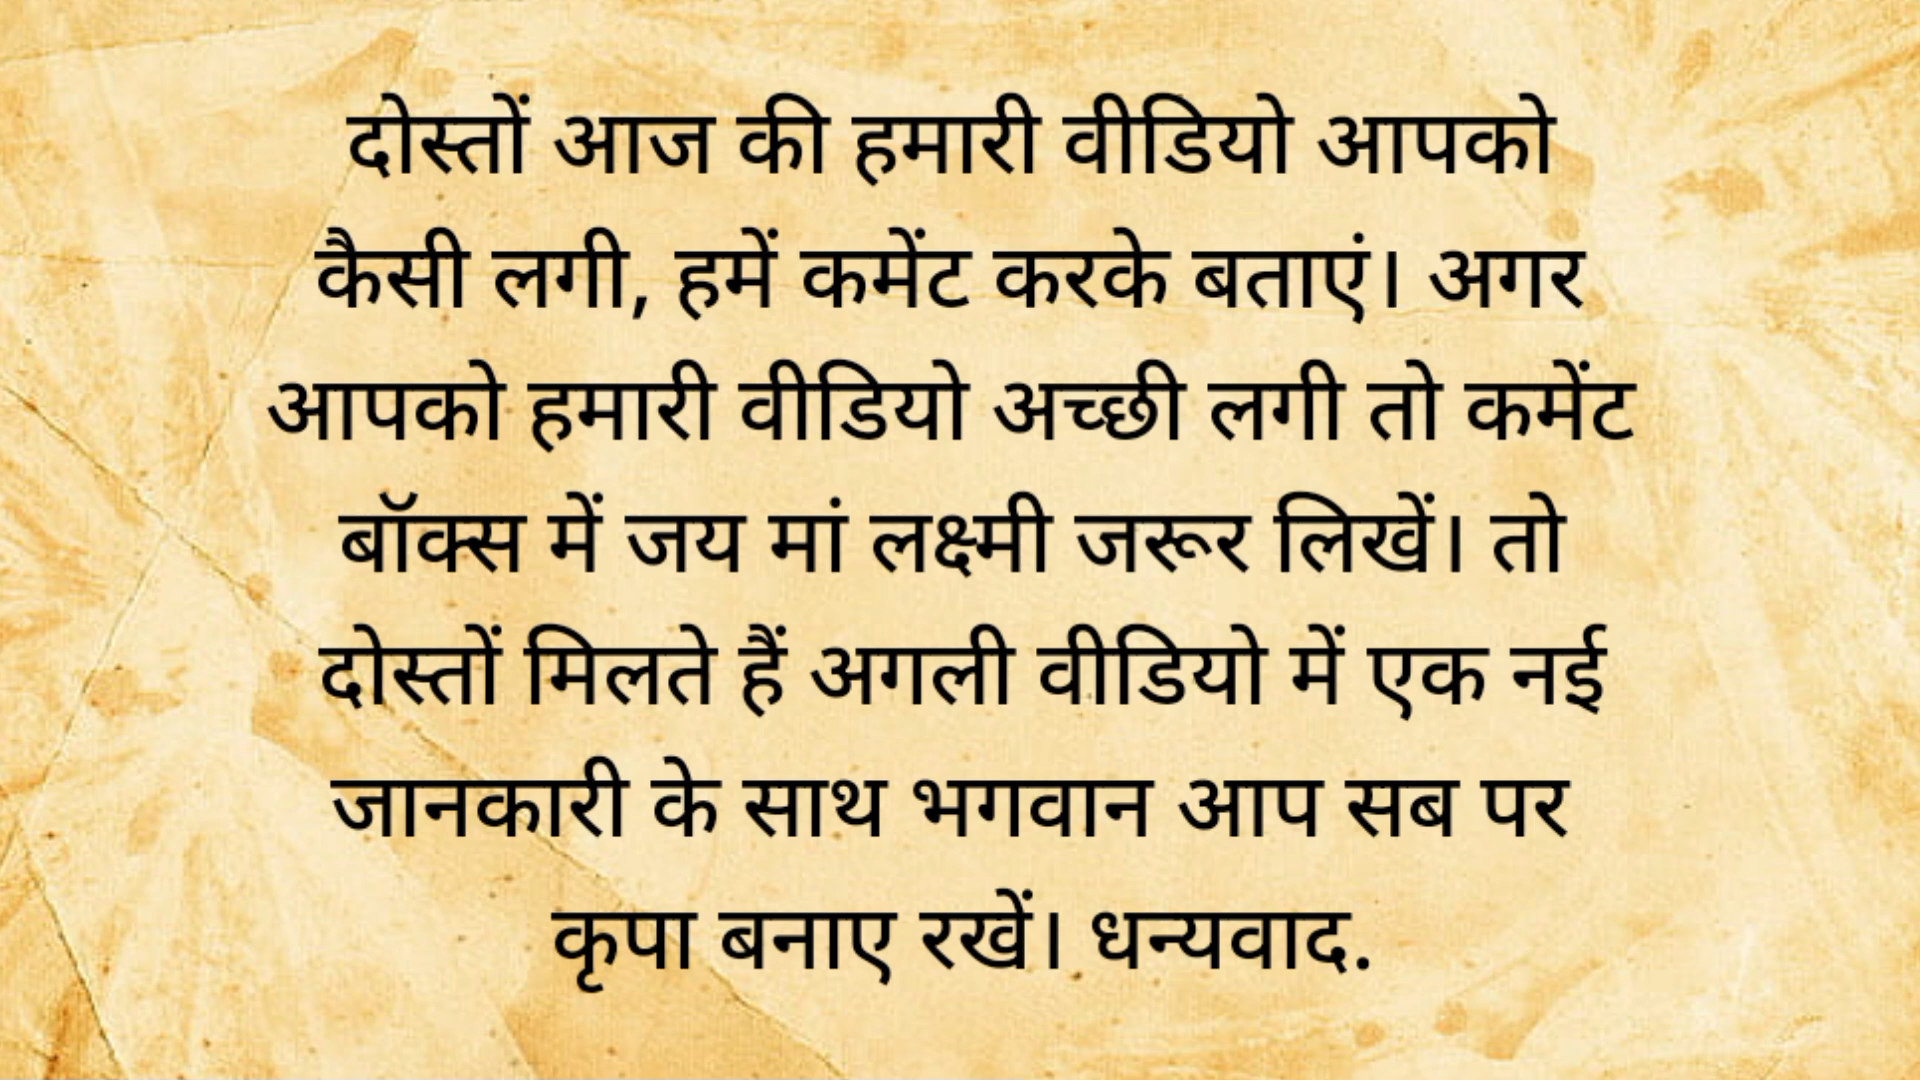 दोस्तों आज की हमारी वीडियो आपको
कैसी लगी, हमें कमेंट करके बताएं। अगर
आपको हमारी वीडियो अच्छी लगी तो कमेंट
बॉक्स में जय मां लक्ष्मी जरूर लिखें। तो
दोस्तों मिलते हैं अगली वीडियो में एक नई
जानकारी के साथ भगवान आप सब पर
कृपा बनाए रखें। धन्यवाद.